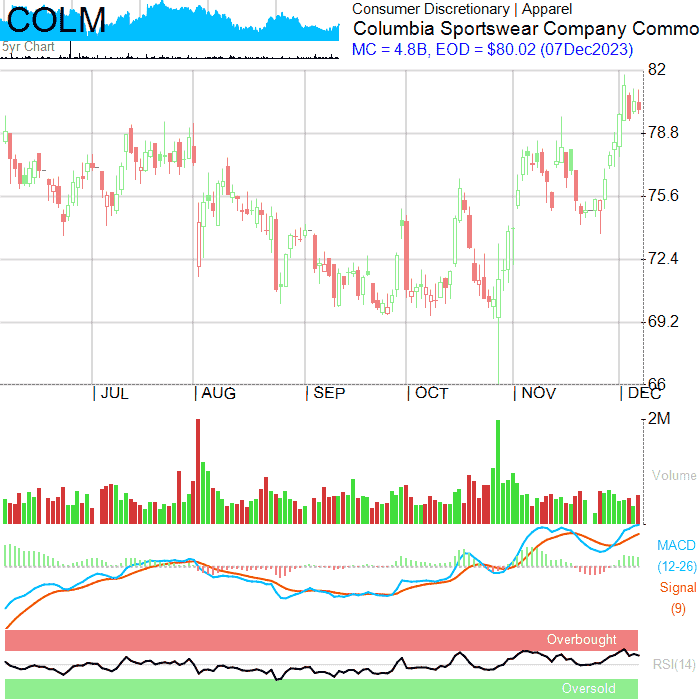 COLM
Consumer Discretionary | Apparel
Columbia Sportswear Company Commo
MC = 4.8B, EOD = $80.02 (07Dec2023)
5yr Chart
82
78.8
75.6
72.4
69.2
66
| JUL | AUG | SEP | OCT | NOV | DEC
2M
Volume
MACD
(12-26)
Signal
(9)
Overbought
RSI(14)
Oversold